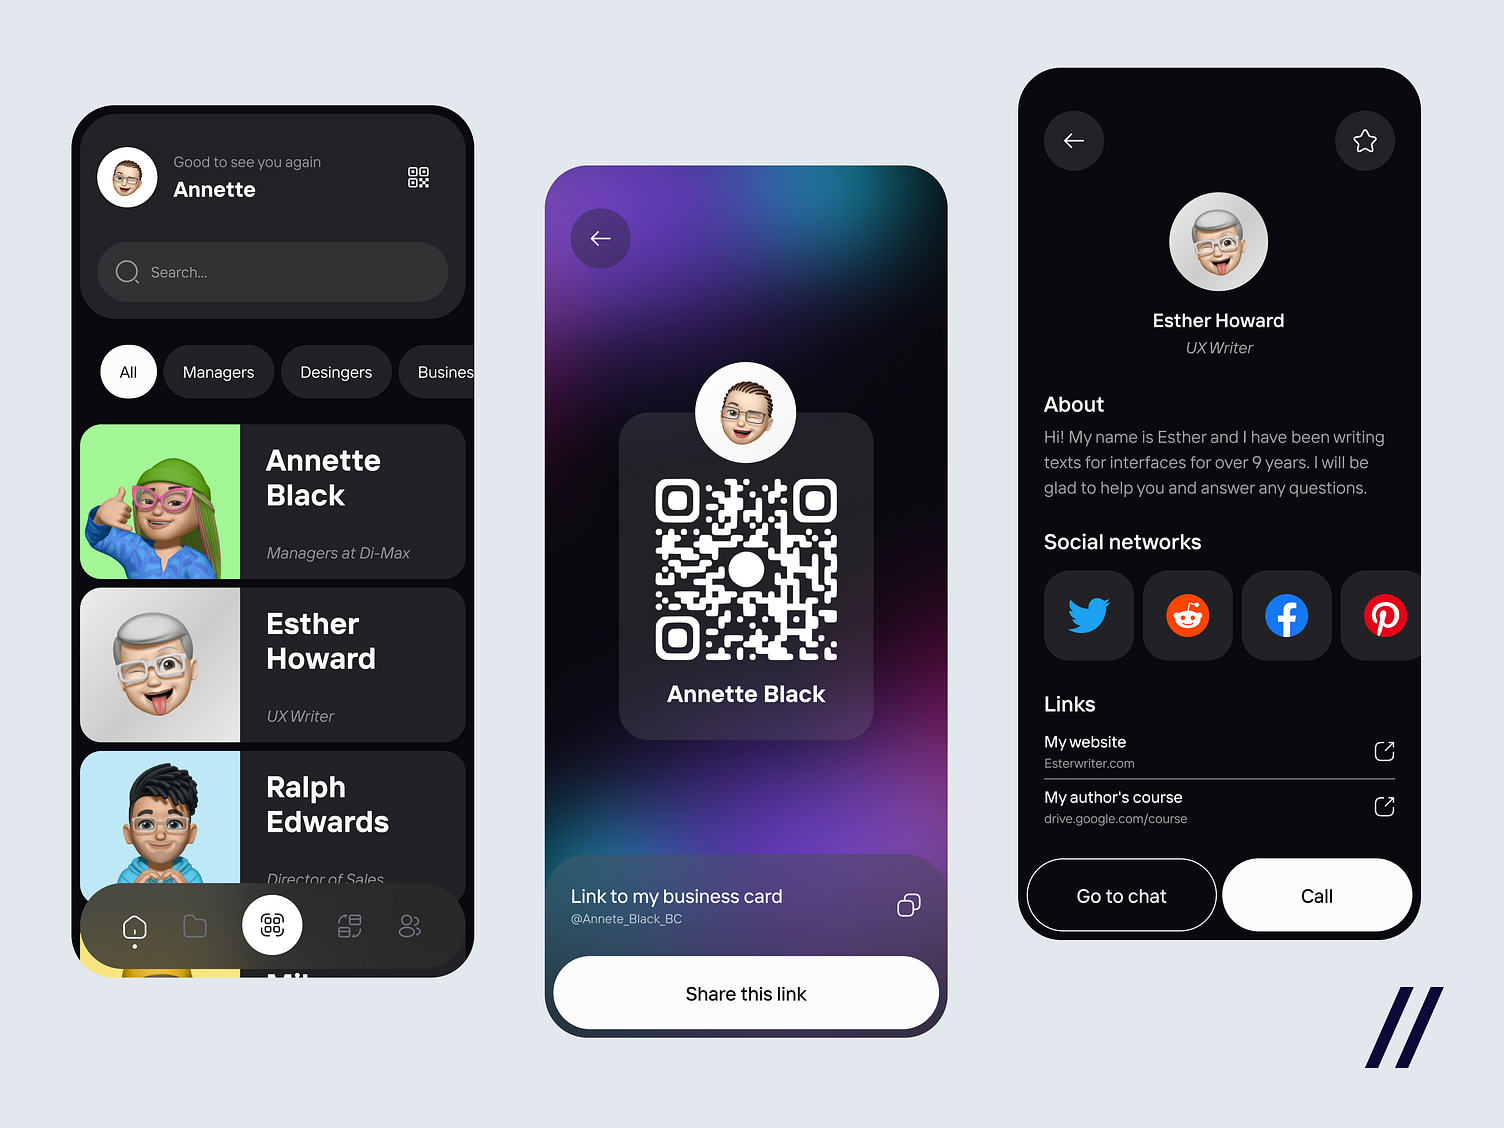 Good to see you again
Annette
Search...
All
Managers
Desingers
Busines
Annette
Black
Managers at Di-Max
Esther
Howard
UX Writer
Ralph
Edwards
Director of Sales
Annette Black
Link to my business card
@Annete_Black_BC
Share this link
Esther Howard
UX Writer
About
Hi! My name is Esther and I have been writing
texts for interfaces for over 9 years. I will be
glad to help you and answer any questions.
Social networks
Links
My website
Esterwriter.com
My author's course
drive.google.com/course
Go to chat
Call